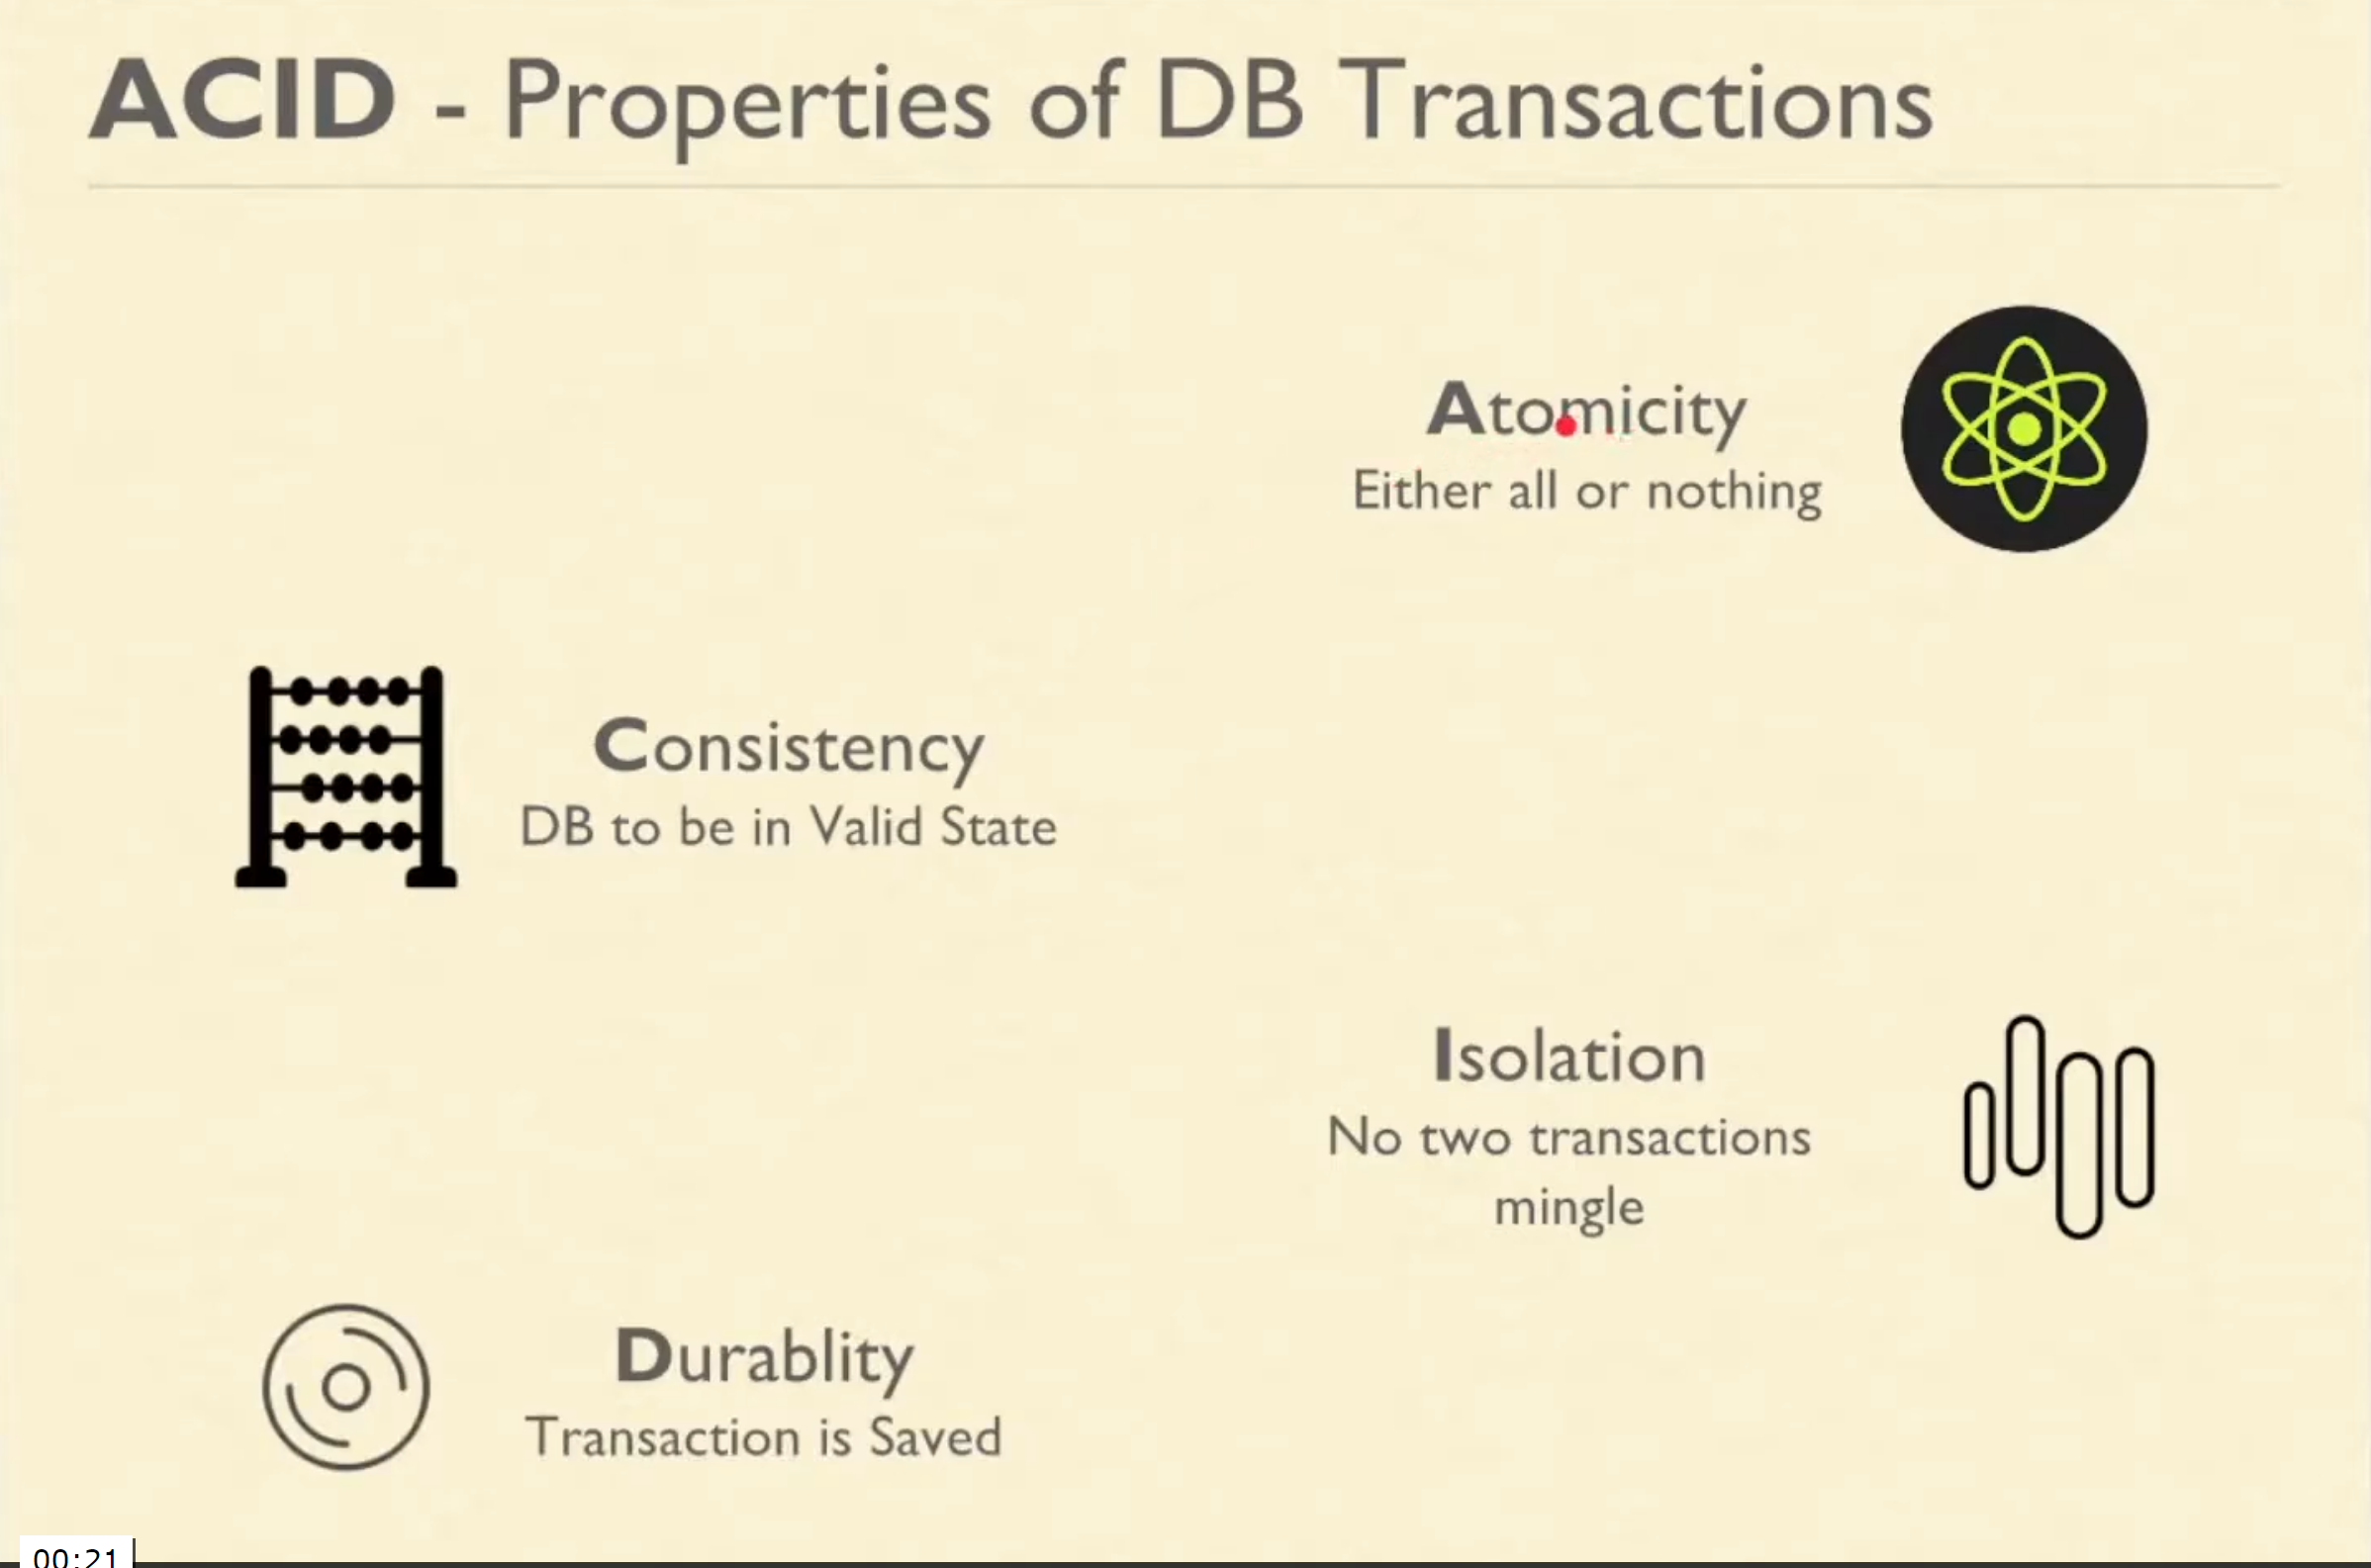 ACID - Properties of DB Transactions
Atomicity
Either all or nothing
Consistency
DB to be in Valid State
Isolation
No two transactions
mingle
Durablity
Transaction is Saved
00:21